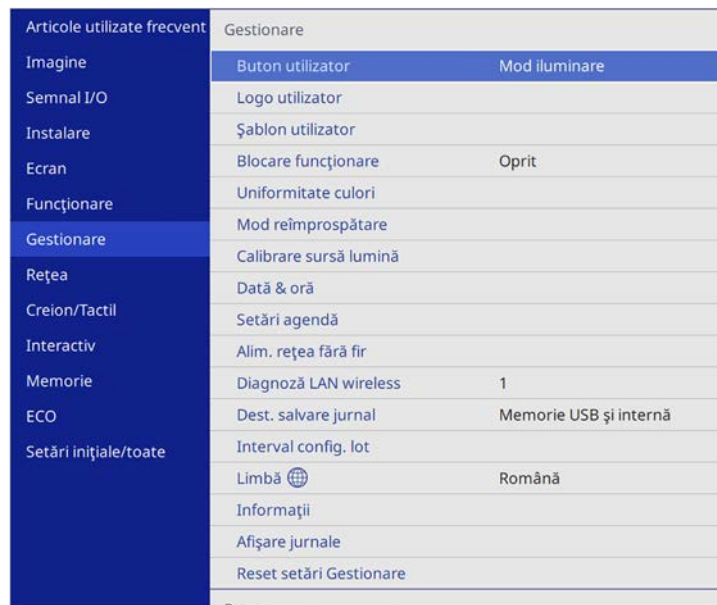 Articole utilizate frecvent
Imagine
Semnal I/O
Instalare
Ecran
Funcţionare
Gestionare
Reţea
Creion/Tactil
Interactiv
Memorie
ECO
Setări iniţiale/toate
Gestionare
Buton utilizator Mod iluminare
Logo utilizator
Şablon utilizator
Blocare funcţionare Oprit
Uniformitate culori
Mod reîmprospătare
Calibrare sursă lumină
Dată & oră
Setări agendă
Alim. reţea fără fir
Diagnoză LAN wireless 1
Dest. salvare jurnal Memorie USB şi internă
Interval config. lot
Limbă Română
Informaţii
Afişare jurnale
Reset setări Gestionare